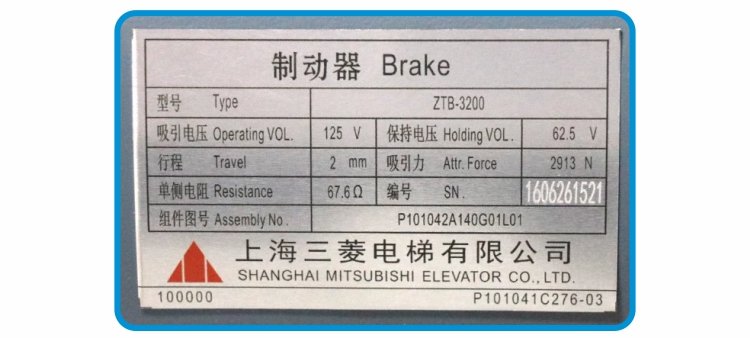 制动器 Brake
型号 Type ZTB-3200
吸引电压 Operating VOL. 125 V 保持电压 Holding VOL. 62.5 V
行程 Travel 2 mm 吸引力 Attr. Force 2913 N
单侧电阻 Resistance 67.6 Ω 编号 SN. 1606261521
组件图号 Assembly No. P101042A140G01L01
上海三菱电梯有限公司
SHANGHAI MITSUBISHI ELEVATOR CO., LTD.
100000 P101041C276-03